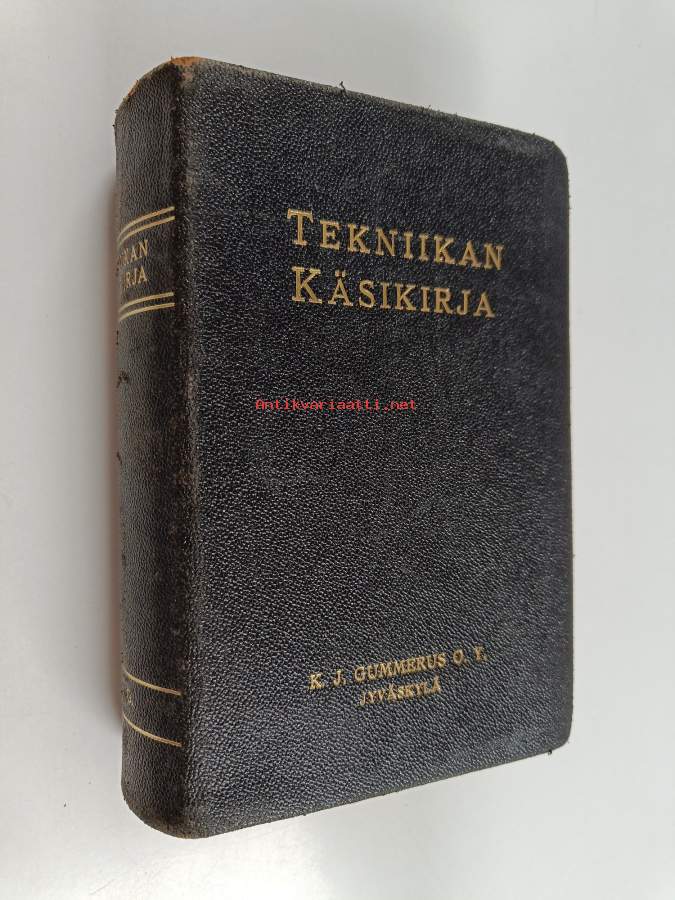 TEKNIIKAN
KÄSIKIRJA
Antikvariaatti.net
K. J. GUMMERUS O. Y.
JYVÄSKYLÄ